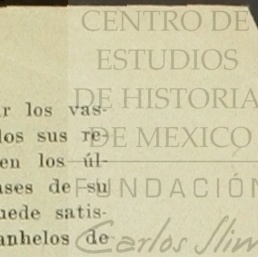 CENTRO DE
ESTUDIOS
DE HISTORIA
DE MEXICO
FUNDACIÓN
Carlos Slim
r los vas-
los sus re-
en los úl-
ases de su
uede satis-
anhelos de